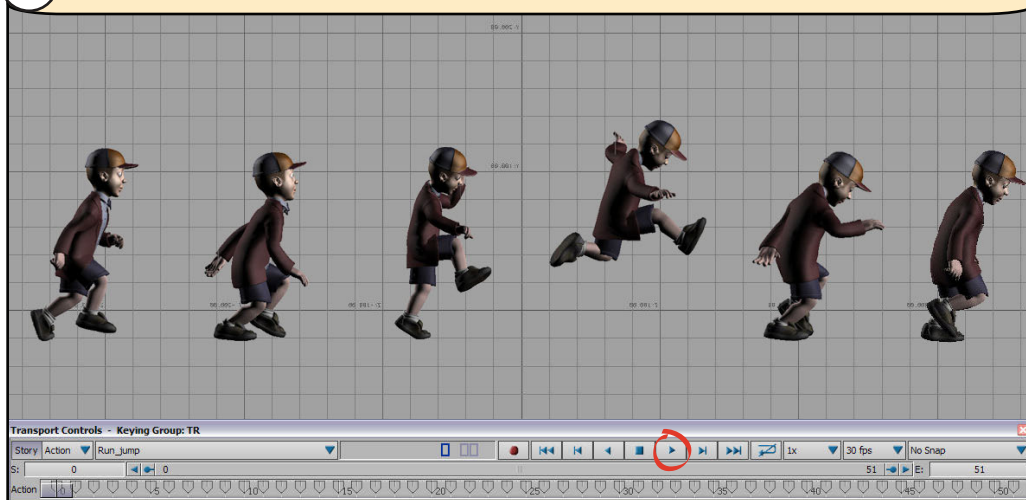 Transport Controls - Keying Group: TR
Story Action Run_jump 1x 30 fps No Snap
S: 0 0 51 E: 51
Action 0 5 10 15 20 25 30 35 40 45 50